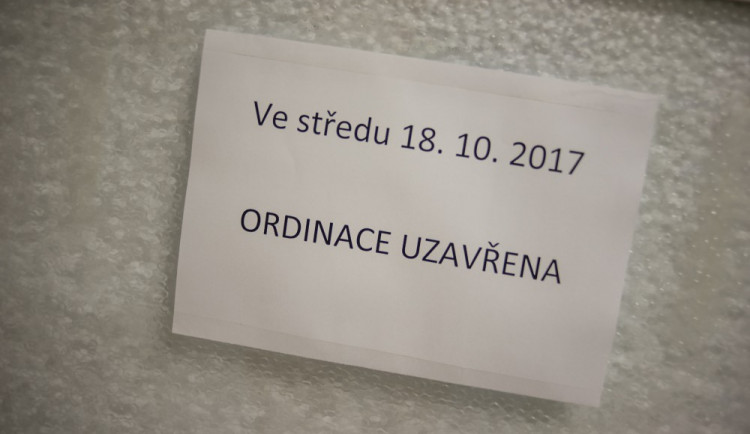 Ve středu 18. 10. 2017
ORDINACE UZAVŘENA